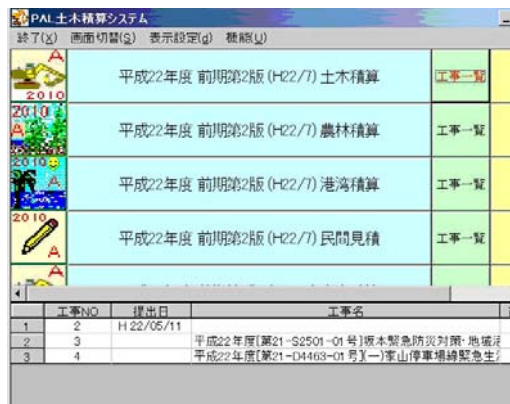 PAL土木積算システム
終了(X) 画面切替(S) 表示設定(g) 機能(U)
A
2010
平成22年度 前期第2版(H22/7) 土木積算 工事一覧
2010
A
平成22年度 前期第2版(H22/7) 農林積算 工事一覧
2010
A
平成22年度 前期第2版(H22/7) 港湾積算 工事一覧
2010
A
平成22年度 前期第2版(H22/7) 民間見積 工事一覧
A
工事NO 提出日 工事名
1 2 H 22/05/11
2 3 平成22年度[第21-S2501-01号]坂本緊急防災対策・地域活
3 4 平成22年度[第21-D4463-01号](一)家山停車場線緊急生